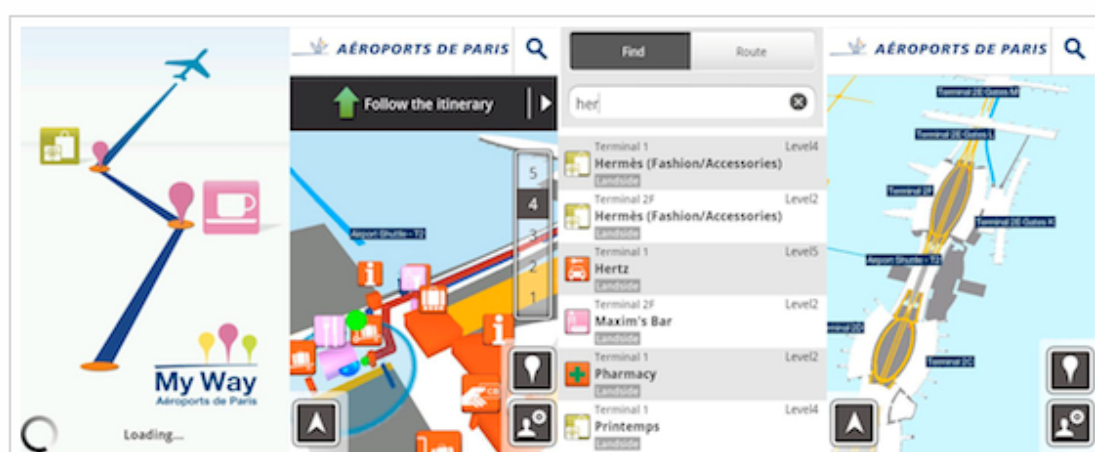 My Way
Aéroports de Paris
Loading...
AÉROPORTS DE PARIS
Follow the itinerary
5
4
3
2
1
Airport Shuttle - T2
i
i
Find
Route
her
Terminal 1 Level4
Hermès (Fashion/Accessories)
Landside
Terminal 2F Level2
Hermès (Fashion/Accessories)
Landside
Terminal 1 Level5
Hertz
Landside
Terminal 2F Level2
Maxim's Bar
Landside
Terminal 1 Level2
Pharmacy
Landside
Terminal 1 Level4
Printemps
Landside
AÉROPORTS DE PARIS
Terminal 2E Gates M
Terminal 2E Gates L
Terminal 2F
Terminal 2E Gates K
Airport Shuttle - T2
Terminal 2D
Terminal 2C